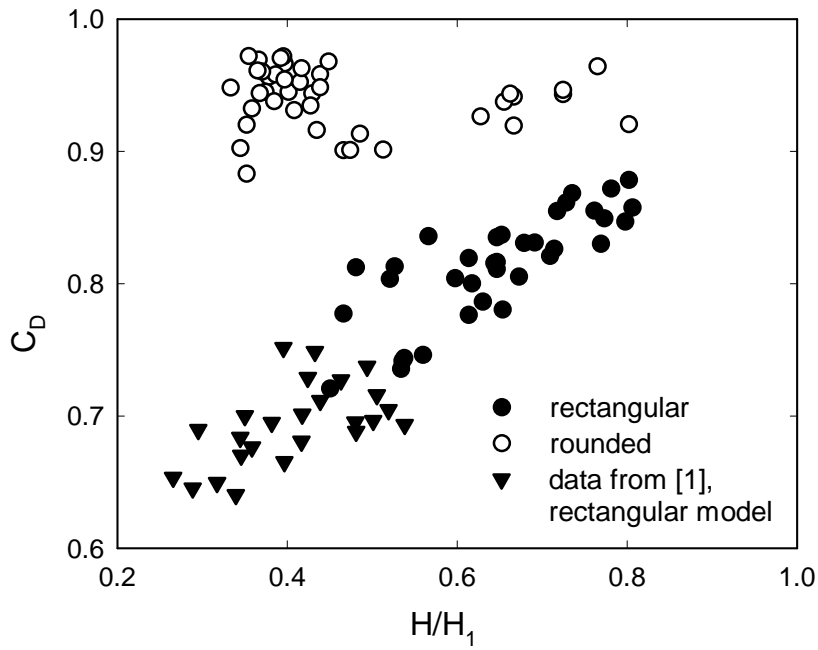 1.0
0.9
0.8
0.7
0.6
C_D
rectangular
rounded
data from [1],
rectangular model
0.2 0.4 0.6 0.8 1.0
H/H_1